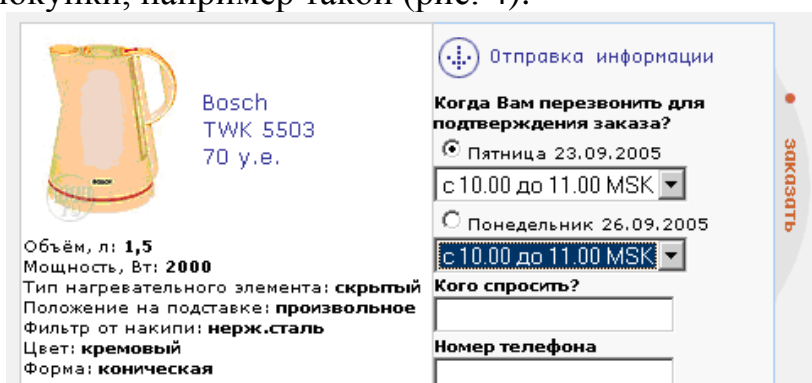 покупки, например такой (рис. 4).
Bosch
TWK 5503
70 у.е.
Объём, л: 1,5
Мощность, Вт: 2000
Тип нагревательного элемента: скрытый
Положение на подставке: произвольное
Фильтр от накипи: нерж.сталь
Цвет: кремовый
Форма: коническая
Отправка информации
Когда Вам перезвонить для
подтверждения заказа?
Пятница 23.09.2005
с 10.00 до 11.00 MSK
Понедельник 26.09.2005
с 10.00 до 11.00 MSK
Кого спросить?
Номер телефона
заказать